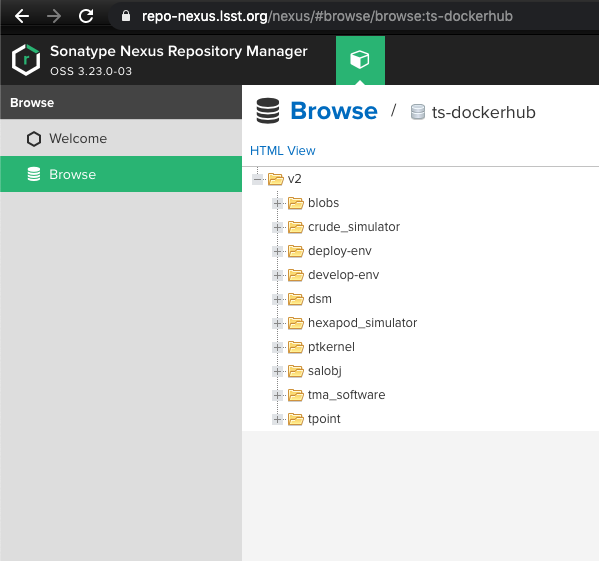 repo-nexus.lsst.org/nexus/#browse/browse:ts-dockerhub
Sonatype Nexus Repository Manager
OSS 3.23.0-03
Browse
Welcome
Browse
Browse / ts-dockerhub
HTML View
v2
blobs
crude_simulator
deploy-env
develop-env
dsm
hexapod_simulator
ptkernel
salobj
tma_software
tpoint